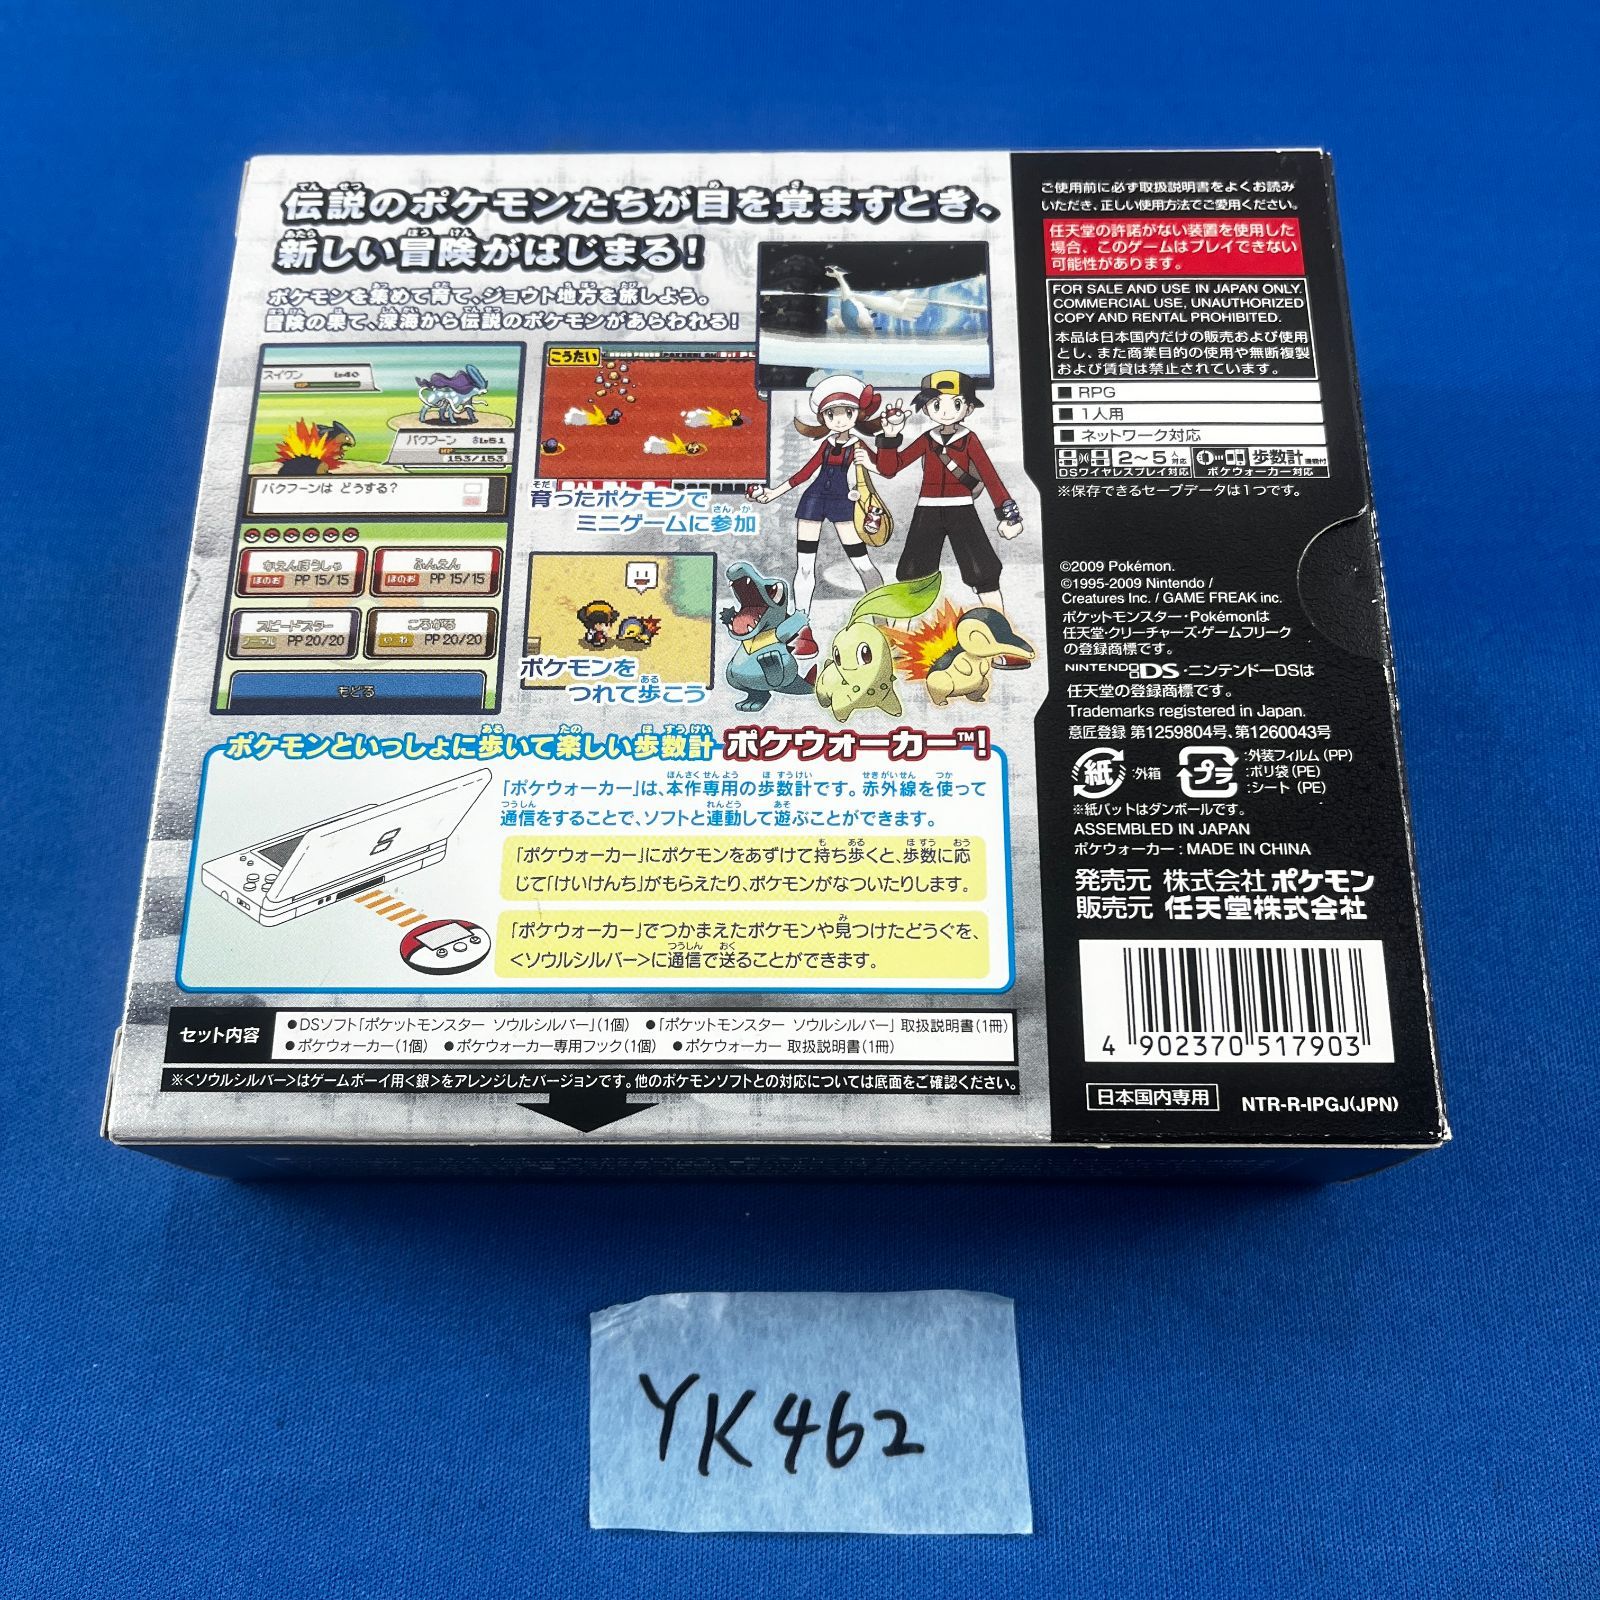 伝説のポケモンたちが目を覚ますとき、
新しい冒険がはじまる!
ポケモンを集めて育て、ジョウト地方を旅しよう。
冒険の果て、深海から伝説のポケモンがあらわれる!
スイクン Lv40
HP
バクフーン ♂Lv51
HP
153/153
バクフーンは どうする?
かえんほうしゃ
ほのお PP 15/15
ふんえん
ほのお PP 15/15
スピードスター
ノーマル PP 20/20
ころがる
いわ PP 20/20
もどる
こうたい
育ったポケモンで
ミニゲームに参加
ポケモンを
つれて歩こう
ポケモンといっしょに歩いて楽しい歩数計 ポケウォーカー™!
「ポケウォーカー」は、本作専用の歩数計です。赤外線を使って
通信をすることで、ソフトと連動して遊ぶことができます。
「ポケウォーカー」にポケモンをあずけて持ち歩くと、歩数に応
じて「けいけんち」がもらえたり、ポケモンがなついたりします。
「ポケウォーカー」でつかまえたポケモンや見つけたどうぐを、
<ソウルシルバー>に通信で送ることができます。
セット内容
●DSソフト「ポケットモンスター ソウルシルバー」(1個) ●「ポケットモンスター ソウルシルバー」 取扱説明書(1冊)
●ポケウォーカー(1個) ●ポケウォーカー専用フック(1個) ●ポケウォーカー 取扱説明書(1冊)
※<ソウルシルバー>はゲームボーイ用<銀>をアレンジしたバージョンです。他のポケモンソフトとの対応については底面をご確認ください。
ご使用前に必ず取扱説明書をよくお読み
いただき、正しい使用方法でご愛用ください。
任天堂の許諾がない装置を使用した
場合、このゲームはプレイできない
可能性があります。
FOR SALE AND USE IN JAPAN ONLY.
COMMERCIAL USE, UNAUTHORIZED
COPY AND RENTAL PROHIBITED.
本品は日本国内だけの販売および使用
とし、また商業目的の使用や無断複製
および賃貸は禁止されています。
■ RPG
■ 1人用
■ ネットワーク対応
2〜5人対応
DSワイヤレスプレイ対応
歩数計機能付
ポケウォーカー対応
※保存できるセーブデータは1つです。
©2009 Pokémon.
©1995-2009 Nintendo /
Creatures Inc. / GAME FREAK inc.
ポケットモンスター・Pokémonは
任天堂・クリーチャーズ・ゲームフリーク
の登録商標です。
NINTENDO DS・ニンテンドーDSは
任天堂の登録商標です。
Trademarks registered in Japan.
意匠登録 第1259804号、第1260043号
紙 :外箱
プラ :外装フィルム (PP)
:ポリ袋 (PE)
:シート (PE)
※紙パットはダンボールです。
ASSEMBLED IN JAPAN
ポケウォーカー : MADE IN CHINA
発売元 株式会社 ポケモン
販売元 任天堂株式会社
4 902370 517903
日本国内専用
NTR-R-IPGJ(JPN)
YK462